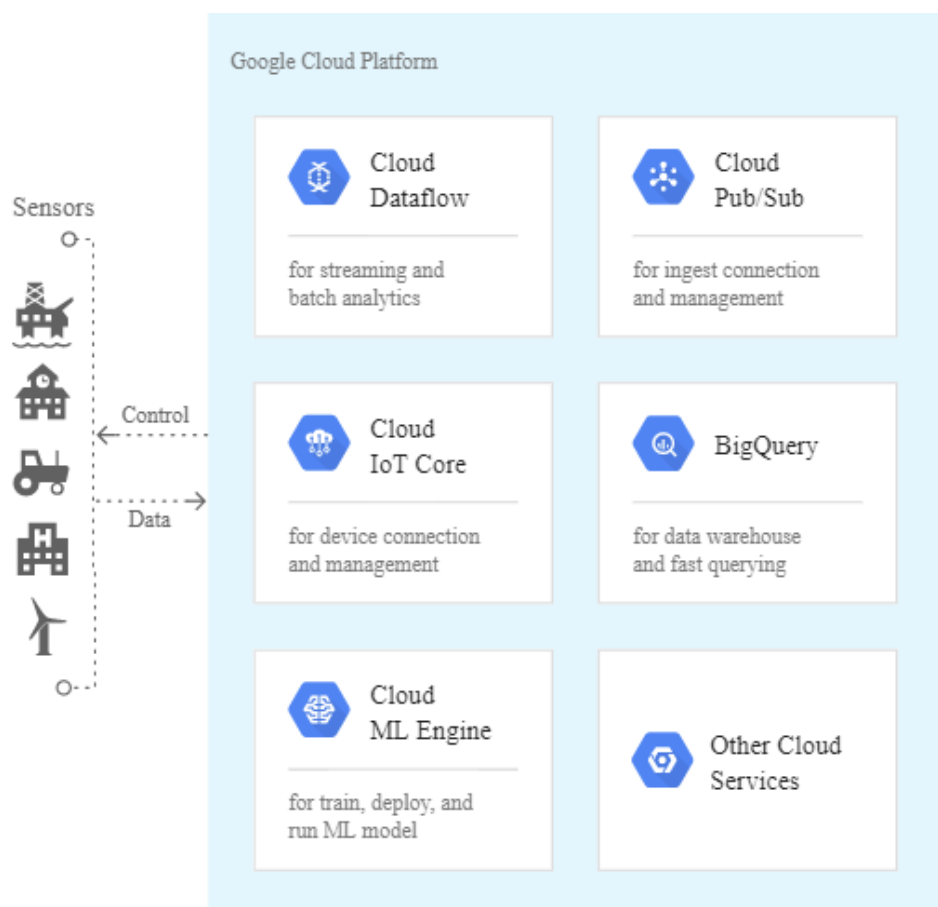 Google Cloud Platform
Sensors
Control
Data
Cloud
Dataflow
for streaming and
batch analytics
Cloud
Pub/Sub
for ingest connection
and management
Cloud
IoT Core
for device connection
and management
BigQuery
for data warehouse
and fast querying
Cloud
ML Engine
for train, deploy, and
run ML model
Other Cloud
Services